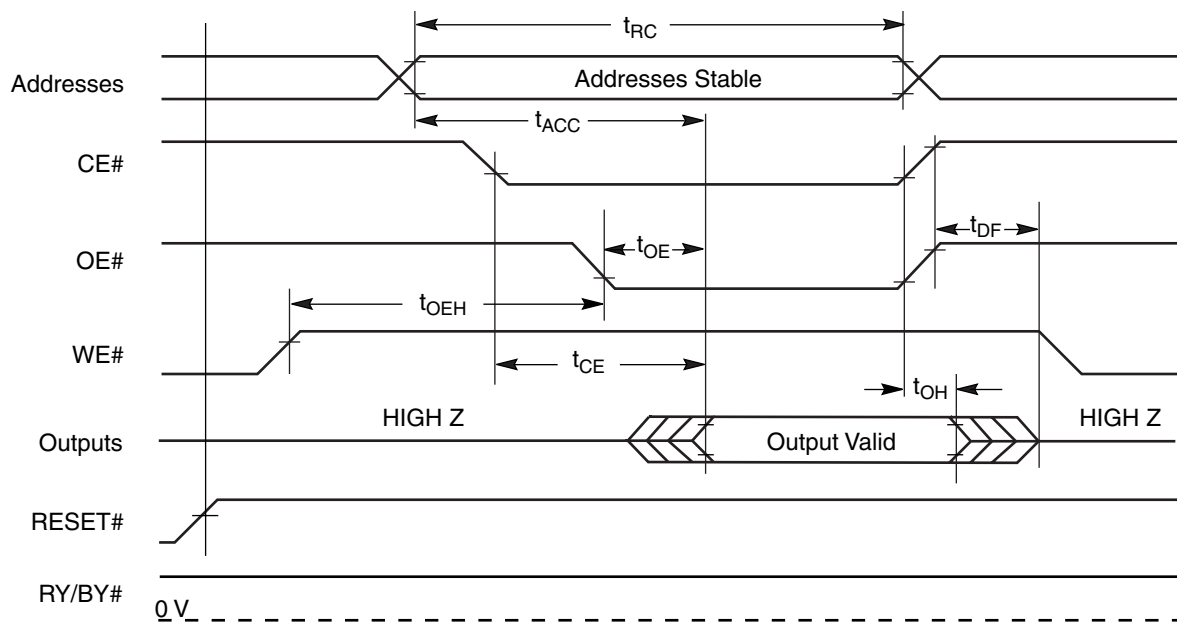 tRC
Addresses
Addresses Stable
tACC
CE#
OE#
tOE
tDF
tOEH
WE#
tCE
tOH
HIGH Z
HIGH Z
Outputs
Output Valid
RESET#
RY/BY#
0 V